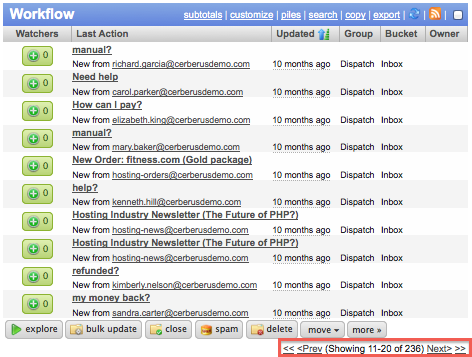 Workflow subtotals | customize | piles | search | copy | export | | |
Watchers Last Action Updated Group Bucket Owner
manual?
0 New from richard.garcia@cerberusdemo.com 10 months ago Dispatch Inbox
Need help
0 New from carol.parker@cerberusdemo.com 10 months ago Dispatch Inbox
How can I pay?
0 New from elizabeth.king@cerberusdemo.com 10 months ago Dispatch Inbox
manual?
0 New from mary.baker@cerberusdemo.com 10 months ago Dispatch Inbox
New Order: fitness.com (Gold package)
0 New from hosting-orders@cerberusdemo.com 10 months ago Dispatch Inbox
help?
0 New from kenneth.hill@cerberusdemo.com 10 months ago Dispatch Inbox
Hosting Industry Newsletter (The Future of PHP?)
0 New from hosting-news@cerberusdemo.com 10 months ago Dispatch Inbox
Hosting Industry Newsletter (The Future of PHP?)
0 New from hosting-news@cerberusdemo.com 10 months ago Dispatch Inbox
refunded?
0 New from kimberly.nelson@cerberusdemo.com 10 months ago Dispatch Inbox
my money back?
0 New from sandra.carter@cerberusdemo.com 10 months ago Dispatch Inbox
explore bulk update close spam delete move more »
<< <Prev (Showing 11-20 of 236) Next> >>